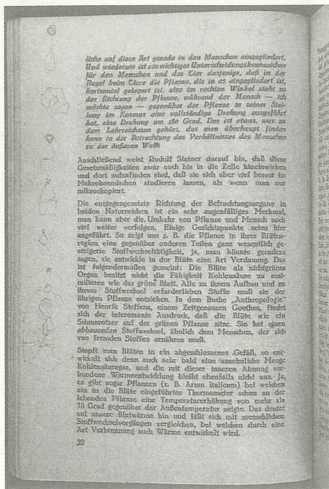 liche auf diese Art gerade in den Menschen eingegliedert.
Und wiederum ist ein wichtiges Unterscheidungskennzeichen
für den Menschen und das Tier dasjenige, daß in der
Regel beim Tiere die Pflanze, die in es eingegliedert ist,
horizontal gelagert ist, also im rechten Winkel steht zu
der Richtung der Pflanze, während der Mensch — ich
möchte sagen — gegenüber der Pflanze in seiner Stel-
lung im Kosmos eine vollständige Drehung ausgeführt
hat, eine Drehung um 180 Grad. Das ist etwas, was zu
dem Lehrreichsten gehört, das man überhaupt finden
kann in der Betrachtung des Verhältnisses des Menschen
zu der äußeren Welt.
Anschließend weist Rudolf Steiner darauf hin, daß diese
Gesetzmäßigkeiten zwar auch bis in die Zelle hineinwirken
und dort aufzufinden sind, daß sie sich aber viel besser im
Makrokosmischen studieren lassen, als wenn man nur
mikroskopiert.
Die entgegengesetzte Richtung der Befruchtungsorgane in
beiden Naturreichen ist ein sehr augenfälliges Merkmal,
man kann aber die Umkehr von Pflanze und Mensch noch
viel weiter verfolgen. Einige Gesichtspunkte seien hier
angeführt. So zeigt uns z. B. die Pflanze in ihrer Blüten-
region eine gegenüber anderen Teilen ganz wesentlich ge-
steigerte Stoffwechseltätigkeit, ja, man könnte geradezu
sagen, sie entwickle in der Blüte eine Art Verdauung. Das
ist folgendermaßen gemeint: Die Blüte als nichtgrünes
Organ besitzt nicht die Fähigkeit Kohlensäure zu assi-
milieren wie das grüne Blatt. Alle zu ihrem Aufbau und zu
ihrem Stoffwechsel erforderlichen Stoffe muß sie der
übrigen Pflanze entziehen. In dem Buche „Anthropologie"
von Henrik Steffens, einem Zeitgenossen Goethes, findet
sich der interessante Ausdruck, daß die Blüte wie ein
Schmarotzer auf der grünen Pflanze sitze. Sie hat einen
abbauenden Stoffwechsel, ähnlich dem Menschen, der sich
von fremden Stoffen ernähren muß.
Stopft man Blüten in ein abgeschlossenes Gefäß, so ent-
wickelt sich denn auch sehr bald eine ansehnliche Menge
Kohlensäuregas, und die mit dieser inneren Atmung ver-
bundene Wärmeentwicklung bleibt ebenfalls nicht aus. Ja,
es gibt sogar Pflanzen (z. B. Arum italicum) bei welchen
ein in die Blüte eingeführtes Thermometer schon an der
lebenden Pflanze eine Temperaturerhöhung von mehr als
10 Grad gegenüber der Außentemperatur zeigt. Das deutet
auf unsere Blutwärme hin und läßt sich mit menschlichen
Stoffwechselvorgängen vergleichen, bei welchen durch eine
Art Verbrennung auch Wärme entwickelt wird.
22